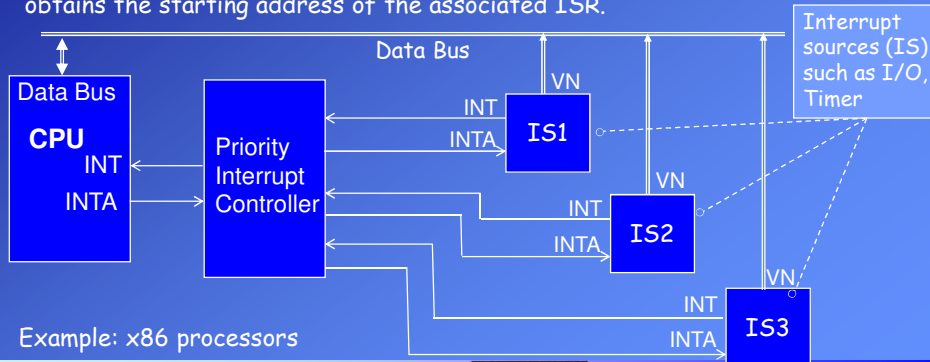 obtains the starting address of the associated ISR.
Interrupt
sources (IS)
such as I/O,
Timer
Data Bus
Data Bus
CPU
INT
INTA
Priority
Interrupt
Controller
VN
INT
INTA
IS1
VN
INT
INTA
IS2
VN
INT
INTA
IS3
Example: x86 processors